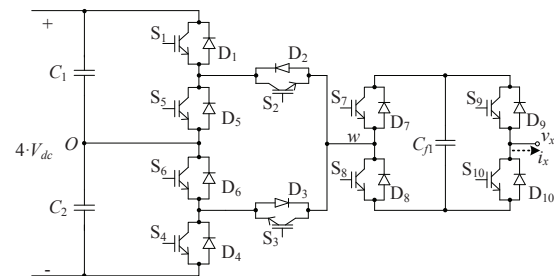 +
S1
D1
D2
C1
S2
S5
D5
S7
D7
S9
D9
vx
O
w
Cf1
ix
4·Vdc
S6
D6
D3
S8
D8
S10
D10
C2
S3
S4
D4
-